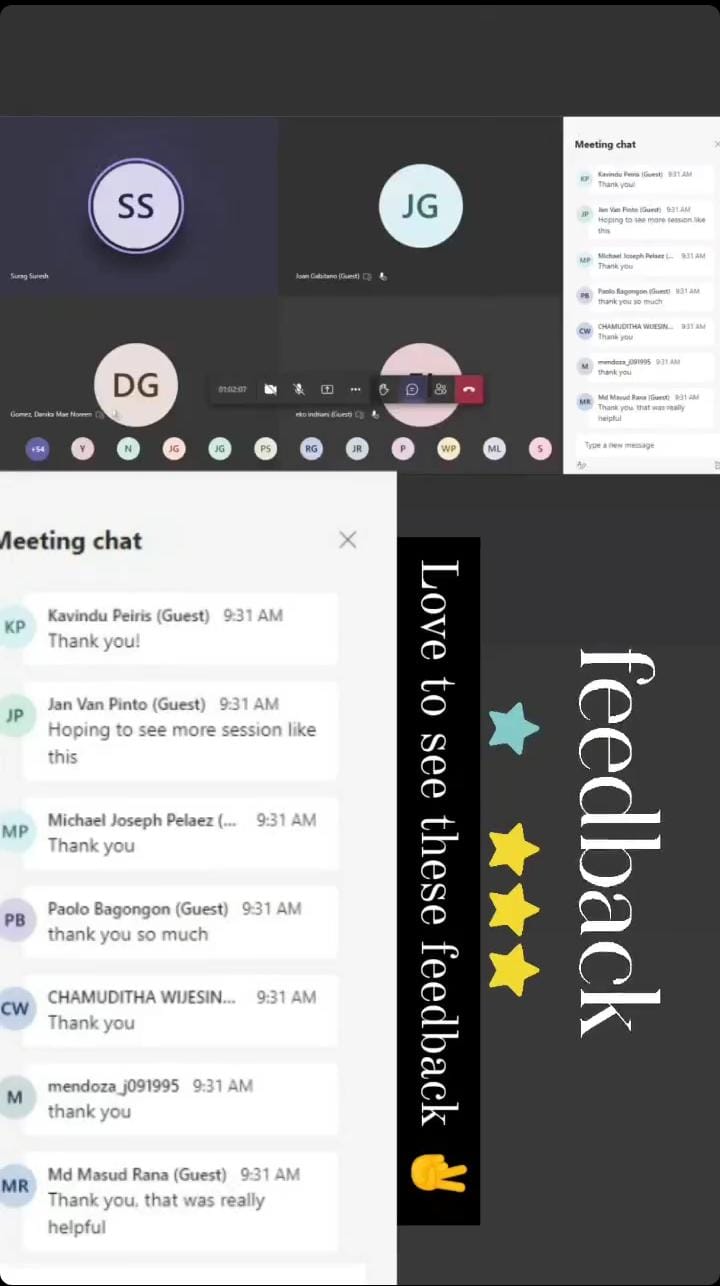 SS
Surag Suresh
JG
Joan Gabitano (Guest)
DG
Gomez, Danika Mae Noreen
eko indriani (Guest)
01:02:07
+54
Y
N
JG
JG
PS
RG
JR
P
WP
ML
S
Meeting chat
KP
Kavindu Peiris (Guest) 9:31 AM
Thank you!
JP
Jan Van Pinto (Guest) 9:31 AM
Hoping to see more session like
this
MP
Michael Joseph Pelaez (... 9:31 AM
Thank you
PB
Paolo Bagongon (Guest) 9:31 AM
thank you so much
CW
CHAMUDITHA WIJESIN... 9:31 AM
Thank you
M
mendoza_j091995 9:31 AM
thank you
MR
Md Masud Rana (Guest) 9:31 AM
Thank you, that was really
helpful
Type a new message
Meeting chat
KP
Kavindu Peiris (Guest) 9:31 AM
Thank you!
JP
Jan Van Pinto (Guest) 9:31 AM
Hoping to see more session like
this
MP
Michael Joseph Pelaez (... 9:31 AM
Thank you
PB
Paolo Bagongon (Guest) 9:31 AM
thank you so much
CW
CHAMUDITHA WIJESIN... 9:31 AM
Thank you
M
mendoza_j091995 9:31 AM
thank you
MR
Md Masud Rana (Guest) 9:31 AM
Thank you, that was really
helpful
feedback
Love to see these feedback ✌